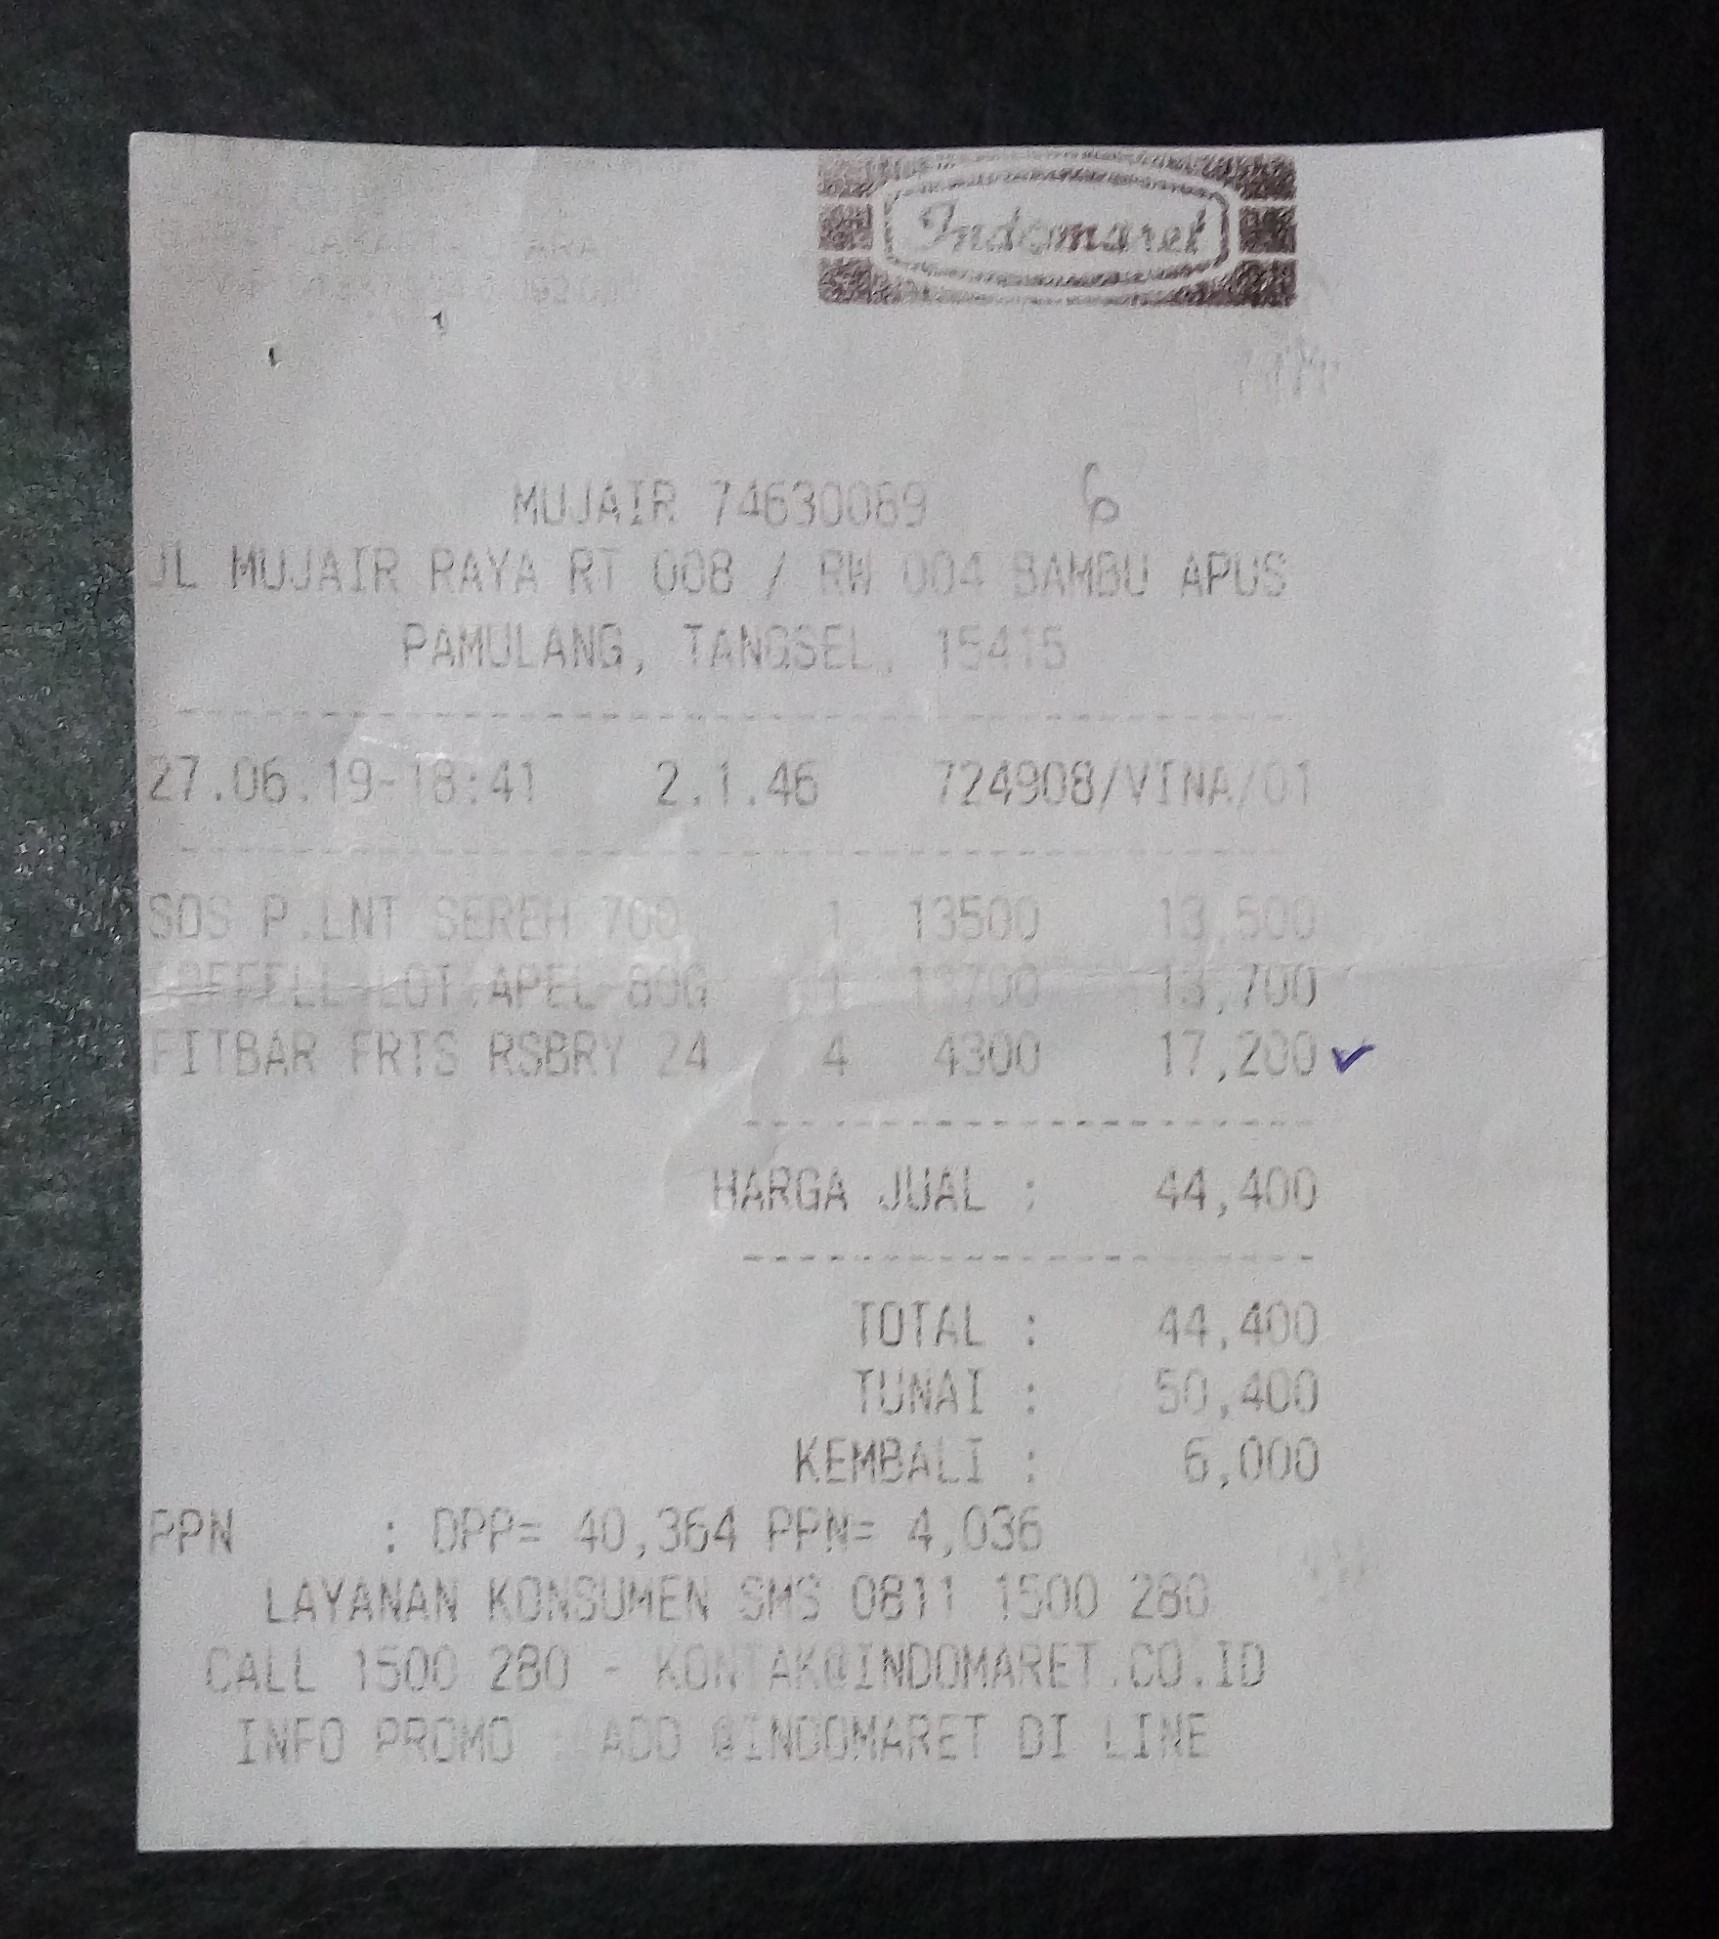 Indomaret
MUJAIR 74630069 6
JL MUJAIR RAYA RT 008 / RW 004 BAMBU APUS
PAMULANG, TANGSEL, 15415
27.06.19-18:41 2.1.46 724908/VINA/01
SOS P.LNT SEREH 700 1 13500 13,500
LOT.APEL 80G 1 13700 13,700
FITBAR FRTS RSBRY 24 4 4300 17,200 ✓
HARGA JUAL : 44,400
TOTAL : 44,400
TUNAI : 50,400
KEMBALI : 6,000
PPN : DPP= 40,364 PPN= 4,036
LAYANAN KONSUMEN SMS 0811 1500 280
CALL 1500 280 - KONTAK@INDOMARET.CO.ID
INFO PROMO : ADD @INDOMARET DI LINE